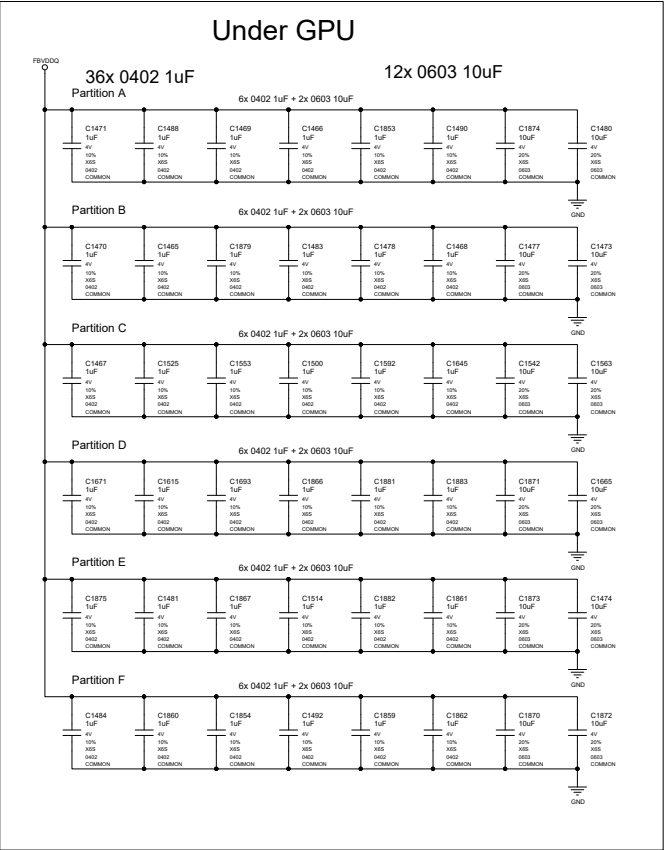 Under GPU
FBVDDQ
36x 0402 1uF
12x 0603 10uF
Partition A
6x 0402 1uF + 2x 0603 10uF
C1471 C1488 C1469 C1466 C1853 C1490 C1874 C1480
1uF 1uF 1uF 1uF 1uF 1uF 10uF 10uF
4V 4V 4V 4V 4V 4V 4V 4V
10% 10% 10% 10% 10% 10% 20% 20%
X6S X6S X6S X6S X6S X6S X6S X6S
0402 0402 0402 0402 0402 0402 0603 0603
COMMON COMMON COMMON COMMON COMMON COMMON COMMON COMMON
GND
Partition B
6x 0402 1uF + 2x 0603 10uF
C1470 C1465 C1879 C1483 C1478 C1468 C1477 C1473
1uF 1uF 1uF 1uF 1uF 1uF 10uF 10uF
4V 4V 4V 4V 4V 4V 4V 4V
10% 10% 10% 10% 10% 10% 20% 20%
X6S X6S X6S X6S X6S X6S X6S X6S
0402 0402 0402 0402 0402 0402 0603 0603
COMMON COMMON COMMON COMMON COMMON COMMON COMMON COMMON
GND
Partition C
6x 0402 1uF + 2x 0603 10uF
C1467 C1525 C1553 C1500 C1592 C1645 C1542 C1563
1uF 1uF 1uF 1uF 1uF 1uF 10uF 10uF
4V 4V 4V 4V 4V 4V 4V 4V
10% 10% 10% 10% 10% 10% 20% 20%
X6S X6S X6S X6S X6S X6S X6S X6S
0402 0402 0402 0402 0402 0402 0603 0603
COMMON COMMON COMMON COMMON COMMON COMMON COMMON COMMON
GND
Partition D
6x 0402 1uF + 2x 0603 10uF
C1671 C1615 C1693 C1866 C1881 C1883 C1871 C1665
1uF 1uF 1uF 1uF 1uF 1uF 10uF 10uF
4V 4V 4V 4V 4V 4V 4V 4V
10% 10% 10% 10% 10% 10% 20% 20%
X6S X6S X6S X6S X6S X6S X6S X6S
0402 0402 0402 0402 0402 0402 0603 0603
COMMON COMMON COMMON COMMON COMMON COMMON COMMON COMMON
GND
Partition E
6x 0402 1uF + 2x 0603 10uF
C1875 C1481 C1867 C1514 C1882 C1861 C1873 C1474
1uF 1uF 1uF 1uF 1uF 1uF 10uF 10uF
4V 4V 4V 4V 4V 4V 4V 4V
10% 10% 10% 10% 10% 10% 20% 20%
X6S X6S X6S X6S X6S X6S X6S X6S
0402 0402 0402 0402 0402 0402 0603 0603
COMMON COMMON COMMON COMMON COMMON COMMON COMMON COMMON
GND
Partition F
6x 0402 1uF + 2x 0603 10uF
C1484 C1860 C1854 C1492 C1859 C1862 C1870 C1872
1uF 1uF 1uF 1uF 1uF 1uF 10uF 10uF
4V 4V 4V 4V 4V 4V 4V 4V
10% 10% 10% 10% 10% 10% 20% 20%
X6S X6S X6S X6S X6S X6S X6S X6S
0402 0402 0402 0402 0402 0402 0603 0603
COMMON COMMON COMMON COMMON COMMON COMMON COMMON COMMON
GND